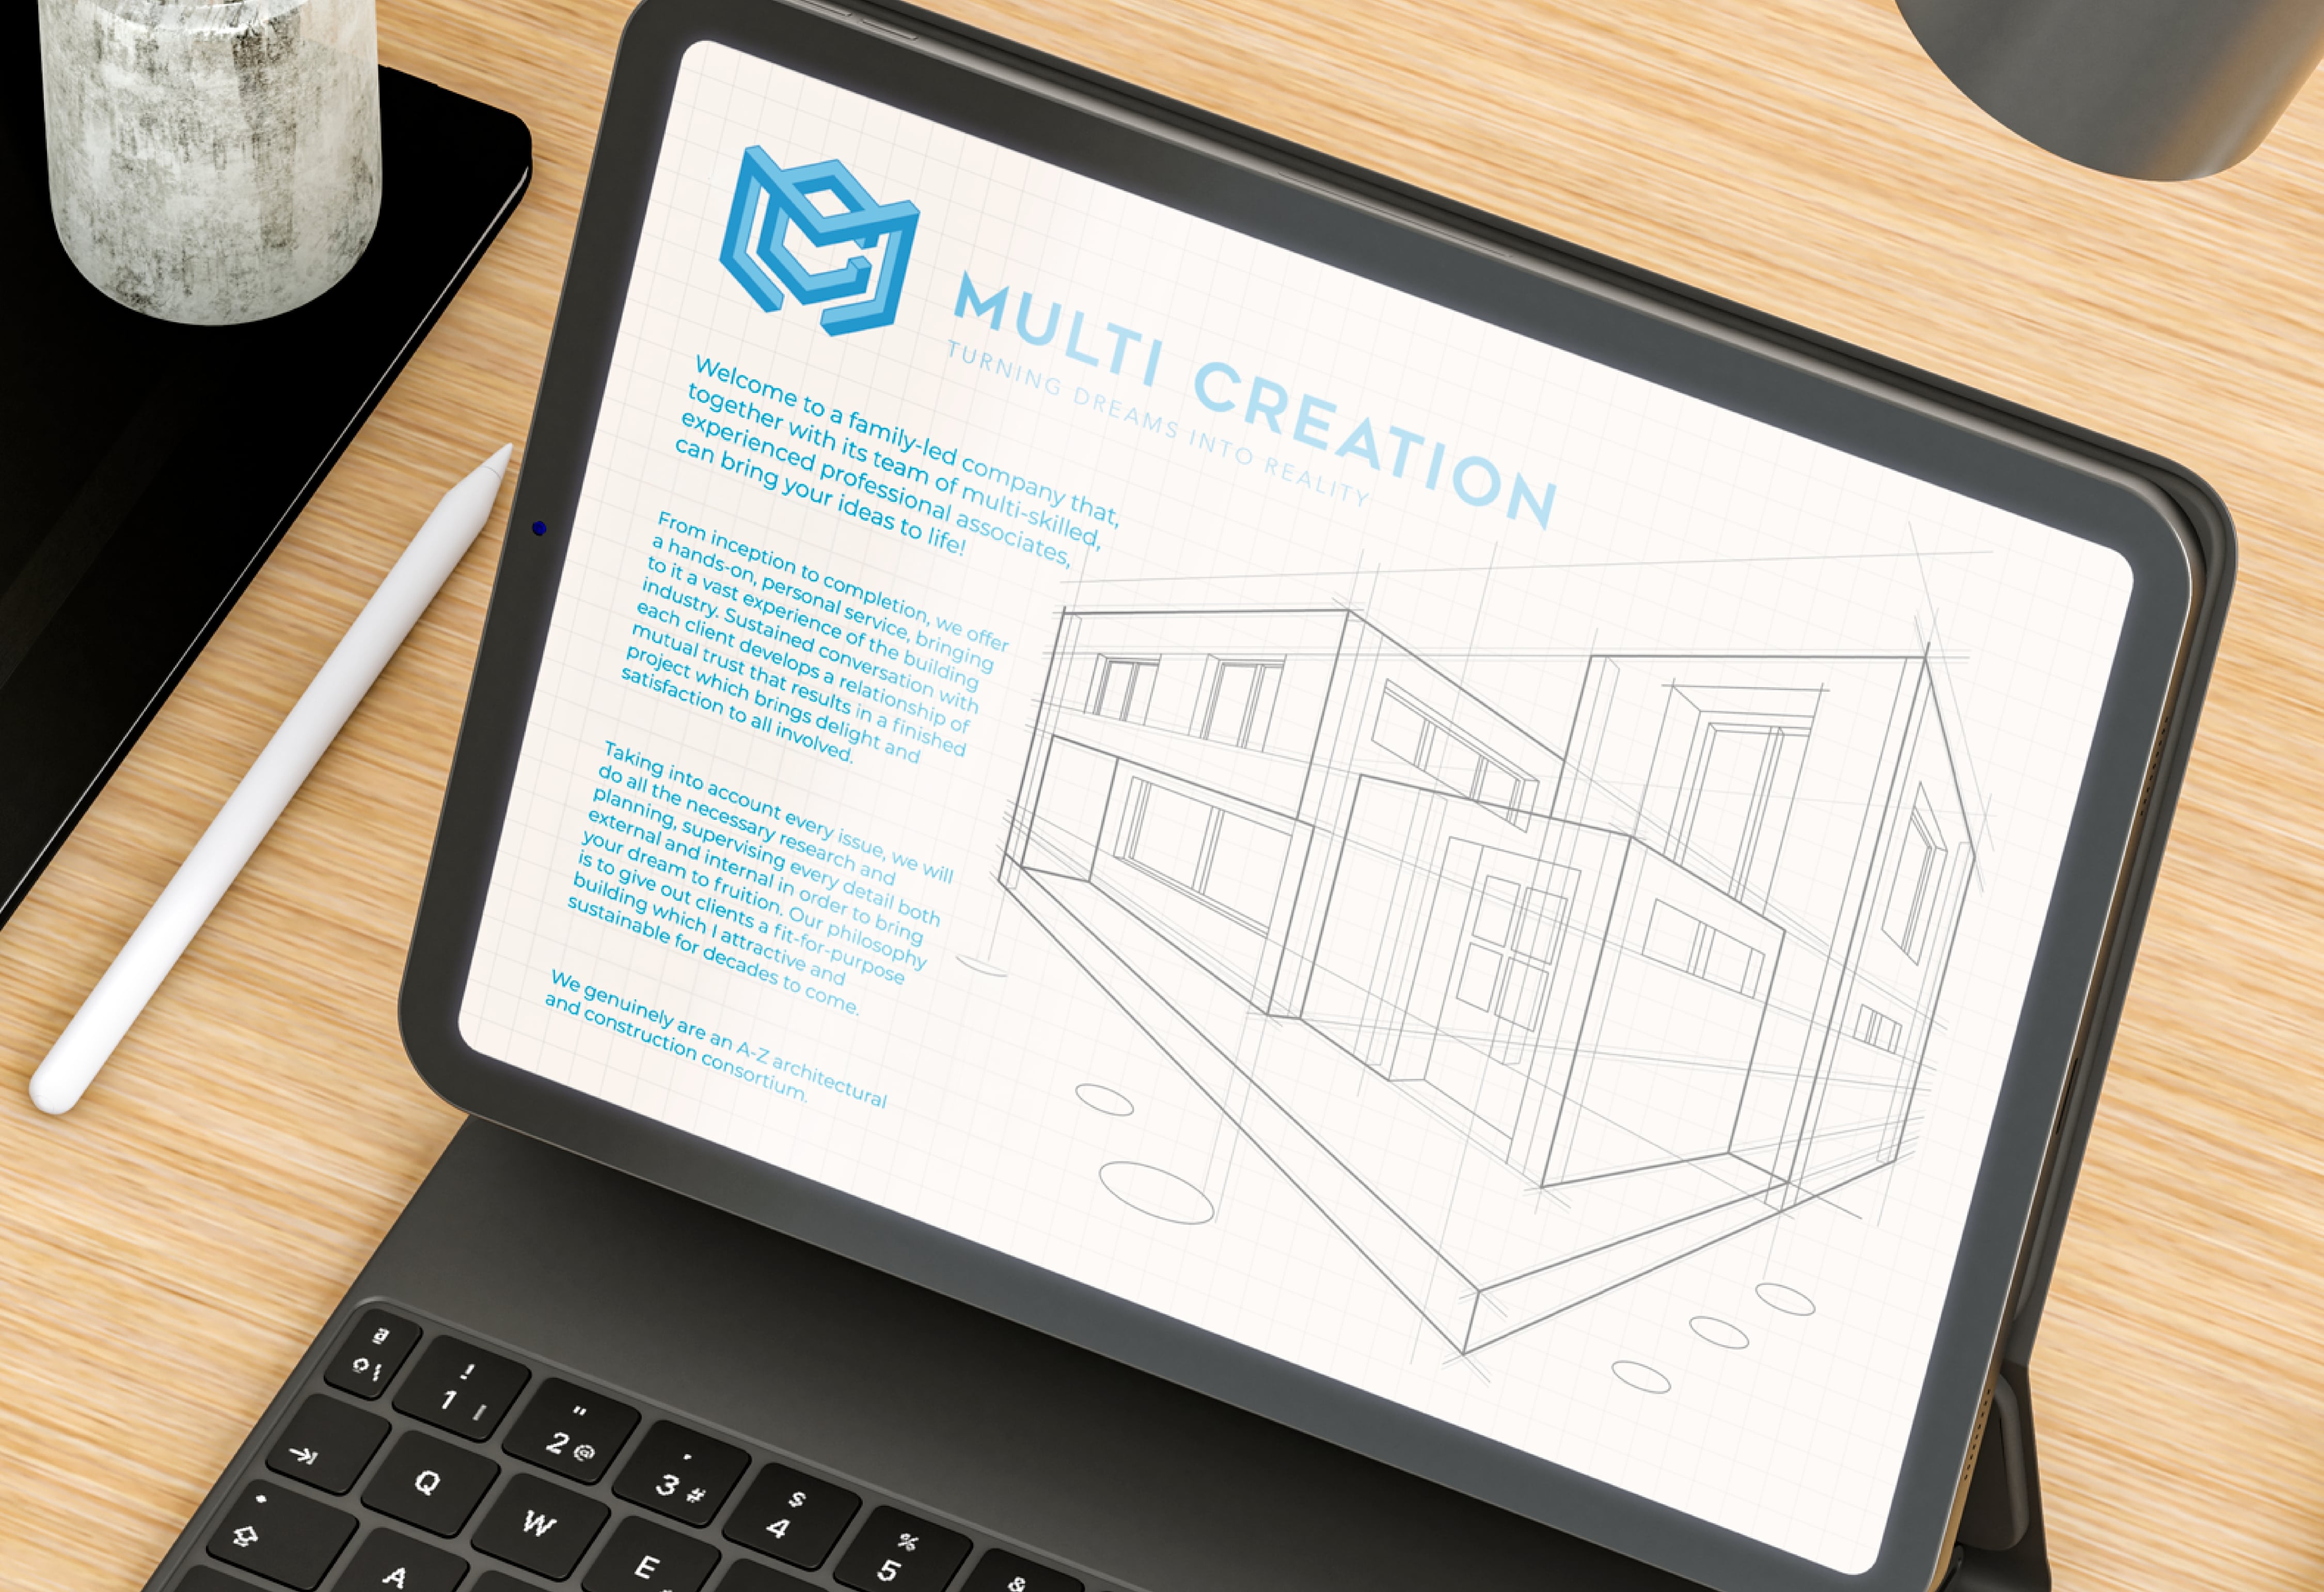 MULTI CREATION
TURNING DREAMS INTO REALITY
Welcome to a family-led company that,
together with its team of multi-skilled,
experienced professional associates,
can bring your ideas to life!
From inception to completion, we offer
a hands-on, personal service, bringing
to it a vast experience of the building
industry. Sustained conversation with
each client develops a relationship of
mutual trust that results in a finished
project which brings delight and
satisfaction to all involved.
Taking into account every issue, we will
do all the necessary research and
planning, supervising every detail both
external and internal in order to bring
your dream to fruition. Our philosophy
is to give out clients a fit-for-purpose
building which I attractive and
sustainable for decades to come.
We genuinely are an A-Z architectural
and construction consortium.
! " $ % &
1 2 @ 3 # 4 5
Q W E
A